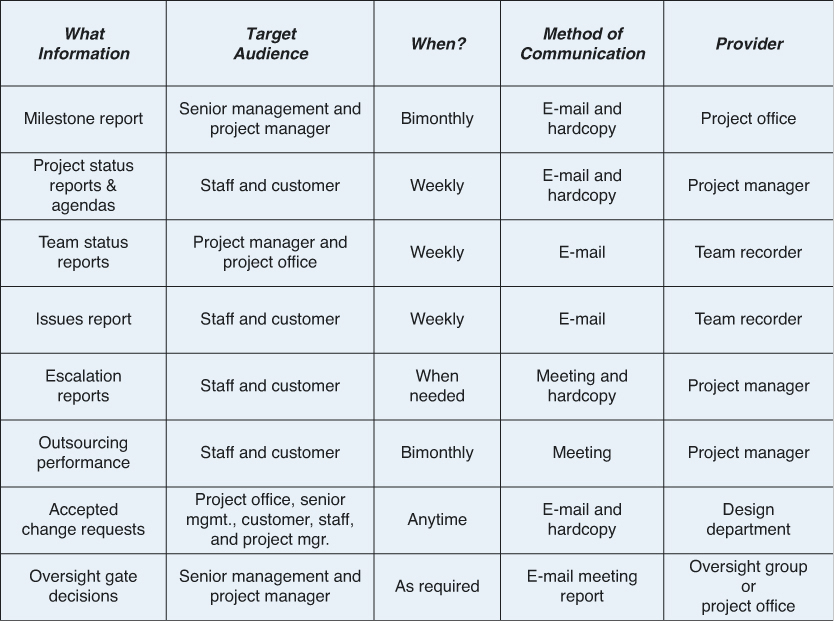 What Information
Target Audience
When?
Method of Communication
Provider
Milestone report
Senior management and project manager
Bimonthly
E-mail and hardcopy
Project office
Project status reports & agendas
Staff and customer
Weekly
E-mail and hardcopy
Project manager
Team status reports
Project manager and project office
Weekly
E-mail
Team recorder
Issues report
Staff and customer
Weekly
E-mail
Team recorder
Escalation reports
Staff and customer
When needed
Meeting and hardcopy
Project manager
Outsourcing performance
Staff and customer
Bimonthly
Meeting
Project manager
Accepted change requests
Project office, senior mgmt., customer, staff, and project mgr.
Anytime
E-mail and hardcopy
Design department
Oversight gate decisions
Senior management and project manager
As required
E-mail meeting report
Oversight group or project office